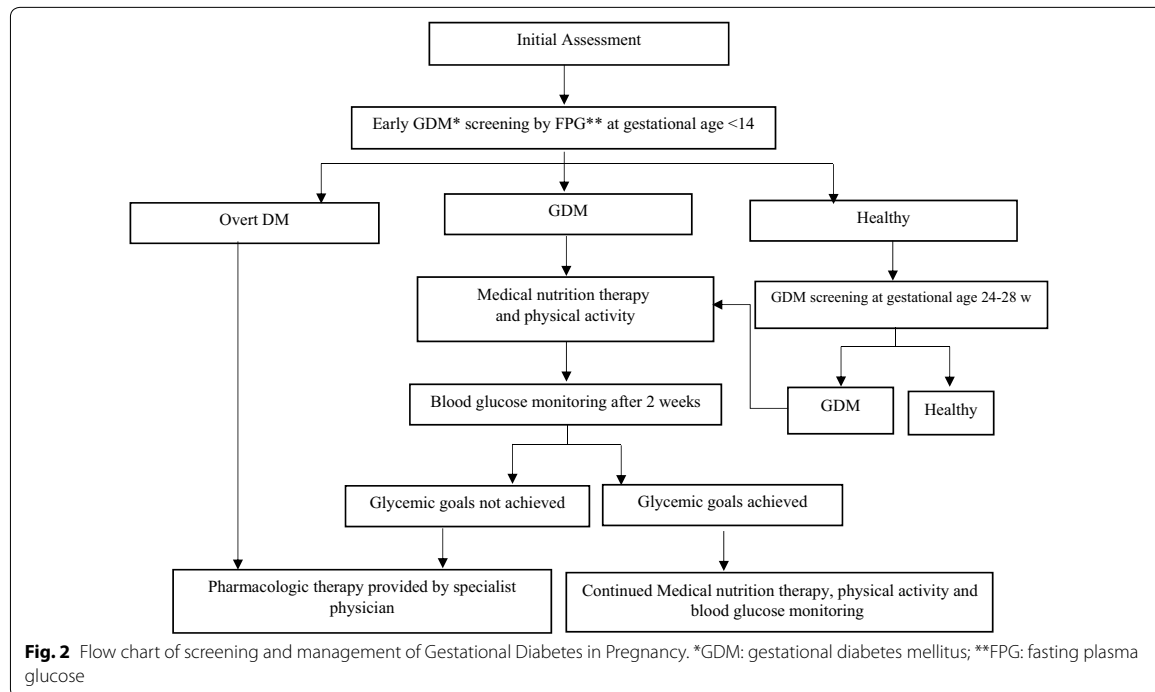 Initial Assessment
Early GDM* screening by FPG** at gestational age <14
Overt DM
GDM
Healthy
Medical nutrition therapy
and physical activity
GDM screening at gestational age 24-28 w
Blood glucose monitoring after 2 weeks
GDM
Healthy
Glycemic goals not achieved
Glycemic goals achieved
Pharmacologic therapy provided by specialist
physician
Continued Medical nutrition therapy, physical activity and
blood glucose monitoring
Fig. 2 Flow chart of screening and management of Gestational Diabetes in Pregnancy. *GDM: gestational diabetes mellitus; **FPG: fasting plasma
glucose